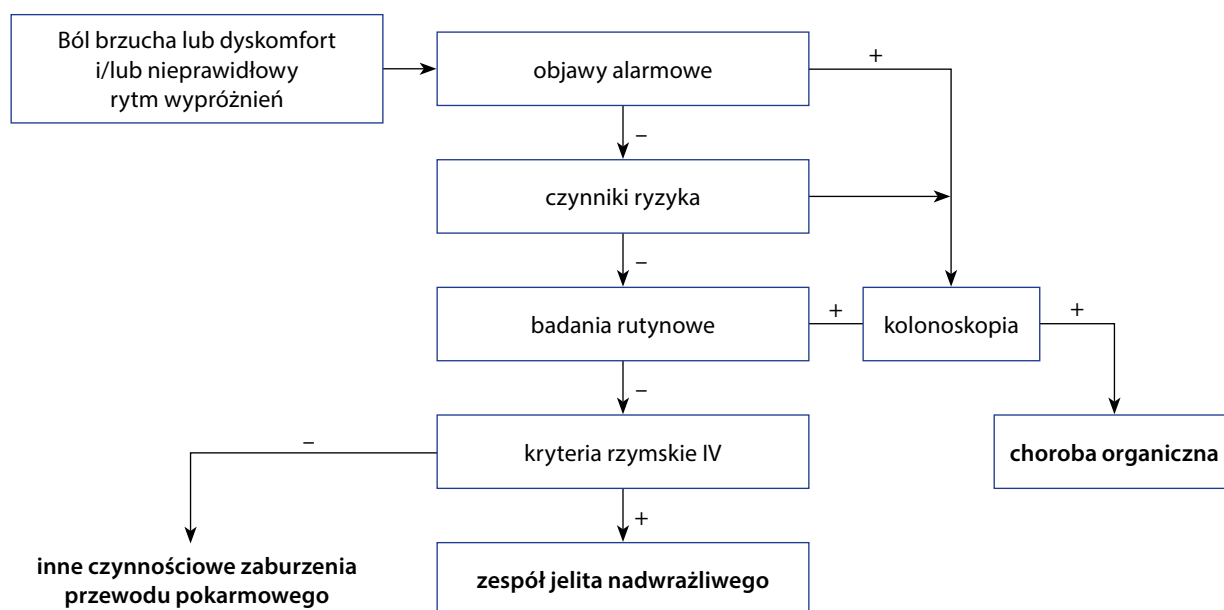 Ból brzucha lub dyskomfort
i/lub nieprawidłowy
rytm wypróżnień
objawy alarmowe
+
–
czynniki ryzyka
–
badania rutynowe
+
kolonoskopia
+
–
–
kryteria rzymskie IV
choroba organiczna
+
inne czynnościowe zaburzenia
przewodu pokarmowego
zespół jelita nadwrażliwego